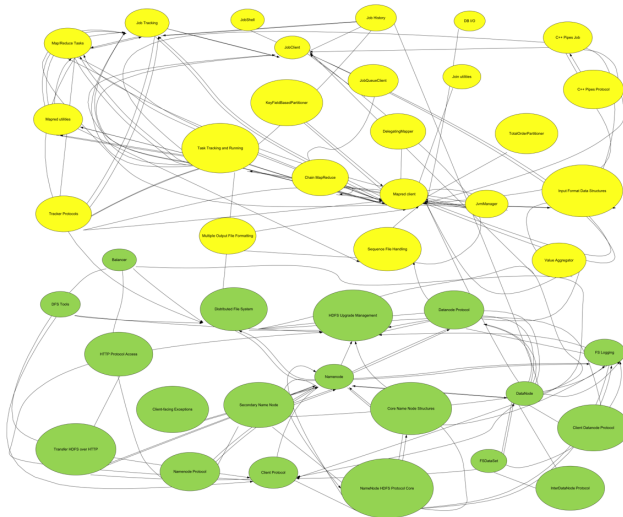 Job Tracking
JobShell
Job History
DB I/O
Map/Reduce Tasks
JobClient
C++ Pipes Job
JobQueueClient
Join utilities
C++ Pipes Protocol
KeyFieldBasedPartitioner
Mapred utilities
DelegatingMapper
TotalOrderPartitioner
Task Tracking and Running
Chain MapReduce
Mapred client
Input Format Data Structures
JvmManager
Tracker Protocols
Multiple Output File Formatting
Sequence File Handling
Value Aggregator
Balancer
DFS Tools
Distributed File System
HDFS Upgrade Management
Datanode Protocol
HTTP Protocol Access
FS Logging
Namenode
DataNode
Client-facing Exceptions
Secondary Name Node
Core Name Node Structures
Client Datanode Protocol
Transfer HDFS over HTTP
Namenode Protocol
Client Protocol
FSDataSet
NameNode HDFS Protocol Core
InterDataNode Protocol